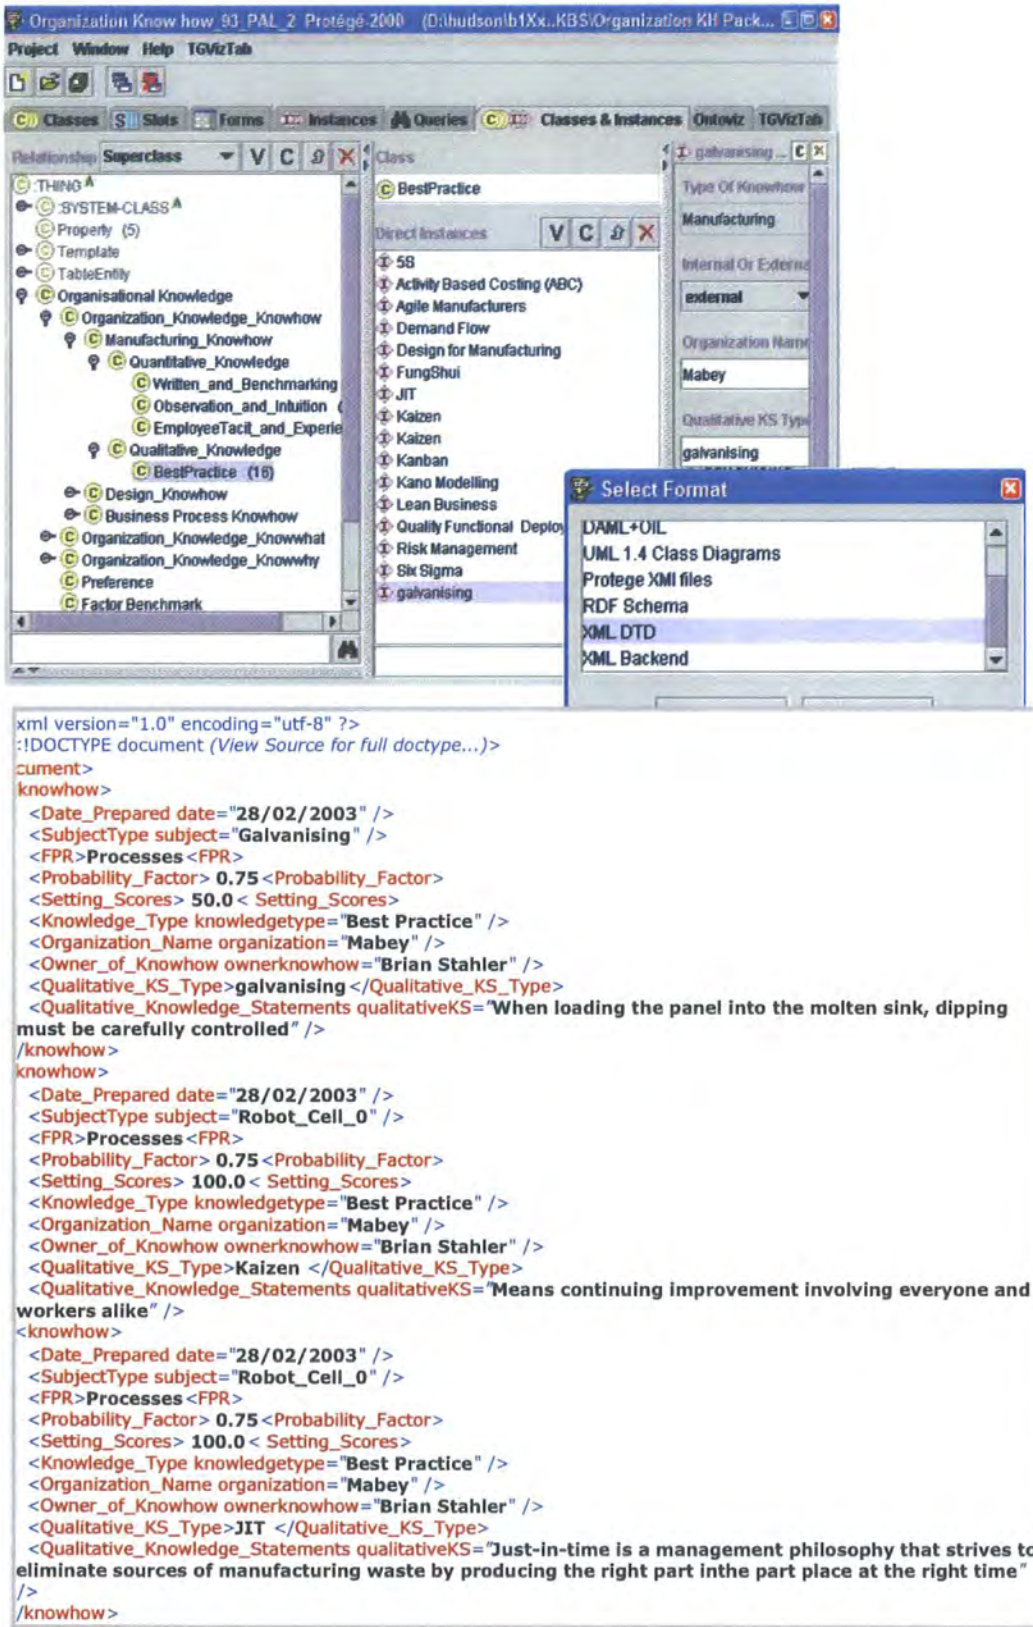 Organization Know how_93_PAL_2 Protégé-2000 (D:\hudson\b1Xx..KBS\Organization KH Pack...
Project Window Help TGVizTab
Classes Slots Forms Instances Queries Classes & Instances Ontoviz TGVizTab
Relationship Superclass V C X
:THING A
:SYSTEM-CLASS A
Property (5)
Template
TableEntity
Organisational Knowledge
Organization_Knowledge_Knowhow
Manufacturing_Knowhow
Quantitative_Knowledge
Written_and_Benchmarking
Observation_and_Intuition (
EmployeeTacit_and_Experie
Qualitative_Knowledge
BestPractice (16)
Design_Knowhow
Business Process Knowhow
Organization_Knowledge_Knowwhat
Organization_Knowledge_Knowwhy
Preference
Factor Benchmark
Class
BestPractice
Direct Instances V C X
5S
Activity Based Costing (ABC)
Agile Manufacturers
Demand Flow
Design for Manufacturing
FungShui
JIT
Kaizen
Kaizen
Kanban
Kano Modelling
Lean Business
Quality Functional Deploy
Risk Management
Six Sigma
galvanising
galvanising ... C X
Type Of Knowhow
Manufacturing
Internal Or Externa
external
Organization Name
Mabey
Qualitative KS Type
galvanising
Select Format
DAML+OIL
UML 1.4 Class Diagrams
Protege XMI files
RDF Schema
XML DTD
XML Backend
xml version="1.0" encoding="utf-8" ?>
:!DOCTYPE document (View Source for full doctype...)>
cument>
knowhow>
<Date_Prepared date="28/02/2003" />
<SubjectType subject="Galvanising" />
<FPR>Processes<FPR>
<Probability_Factor> 0.75<Probability_Factor>
<Setting_Scores> 50.0< Setting_Scores>
<Knowledge_Type knowledgetype="Best Practice" />
<Organization_Name organization="Mabey" />
<Owner_of_Knowhow ownerknowhow="Brian Stahler" />
<Qualitative_KS_Type>galvanising</Qualitative_KS_Type>
<Qualitative_Knowledge_Statements qualitativeKS="When loading the panel into the molten sink, dipping
must be carefully controlled" />
/knowhow>
knowhow>
<Date_Prepared date="28/02/2003" />
<SubjectType subject="Robot_Cell_0" />
<FPR>Processes<FPR>
<Probability_Factor> 0.75<Probability_Factor>
<Setting_Scores> 100.0< Setting_Scores>
<Knowledge_Type knowledgetype="Best Practice" />
<Organization_Name organization="Mabey" />
<Owner_of_Knowhow ownerknowhow="Brian Stahler" />
<Qualitative_KS_Type>Kaizen </Qualitative_KS_Type>
<Qualitative_Knowledge_Statements qualitativeKS="Means continuing improvement involving everyone and
workers alike" />
<knowhow>
<Date_Prepared date="28/02/2003" />
<SubjectType subject="Robot_Cell_0" />
<FPR>Processes<FPR>
<Probability_Factor> 0.75<Probability_Factor>
<Setting_Scores> 100.0< Setting_Scores>
<Knowledge_Type knowledgetype="Best Practice" />
<Organization_Name organization="Mabey" />
<Owner_of_Knowhow ownerknowhow="Brian Stahler" />
<Qualitative_KS_Type>JIT </Qualitative_KS_Type>
<Qualitative_Knowledge_Statements qualitativeKS="Just-in-time is a management philosophy that strives to
eliminate sources of manufacturing waste by producing the right part inthe part place at the right time"
/>
/knowhow>